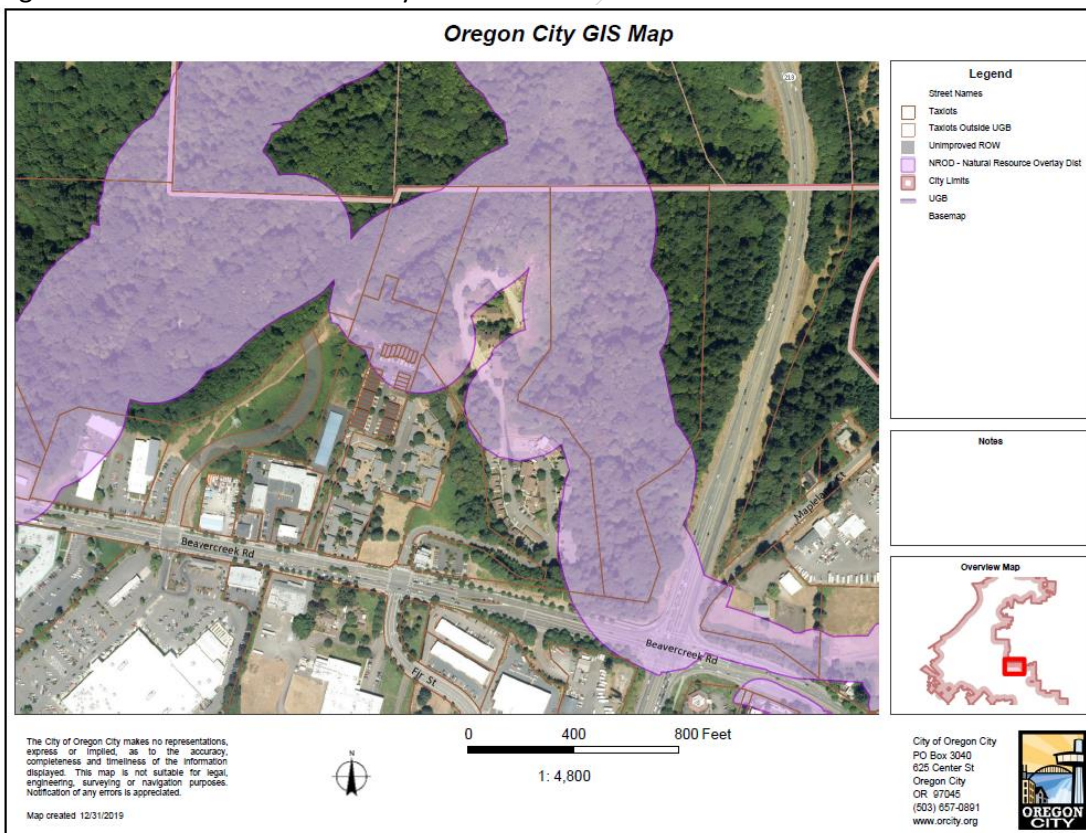 Oregon City GIS Map
213
Beavercreek Rd
Fir St
Beavercreek Rd
Legend
Street Names
Taxlots
Taxlots Outside UGB
Unimproved ROW
NROD - Natural Resource Overlay Dist
City Limits
UGB
Basemap
Notes
Overview Map
The City of Oregon City makes no representations,
express or implied, as to the accuracy,
completeness and timeliness of the information
displayed. This map is not suitable for legal,
engineering, surveying or navigation purposes.
Notification of any errors is appreciated.
Map created 12/31/2019
N
0 400 800 Feet
1: 4,800
City of Oregon City
PO Box 3040
625 Center St
Oregon City
OR 97045
(503) 657-0891
www.orcity.org
OREGON
CITY